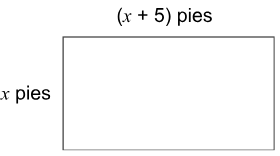 (x + 5) pies
x pies